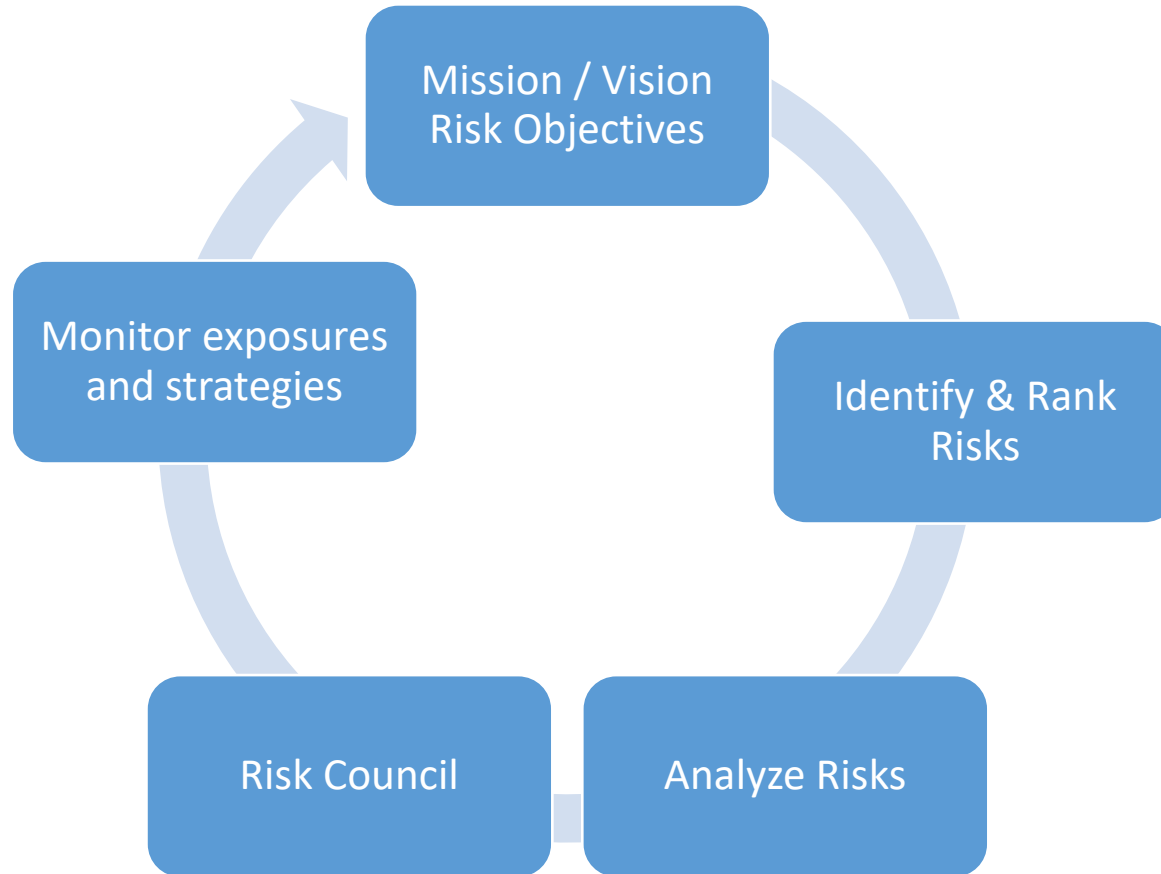 Mission / Vision
Risk Objectives
Identify & Rank
Risks
Analyze Risks
Risk Council
Monitor exposures
and strategies